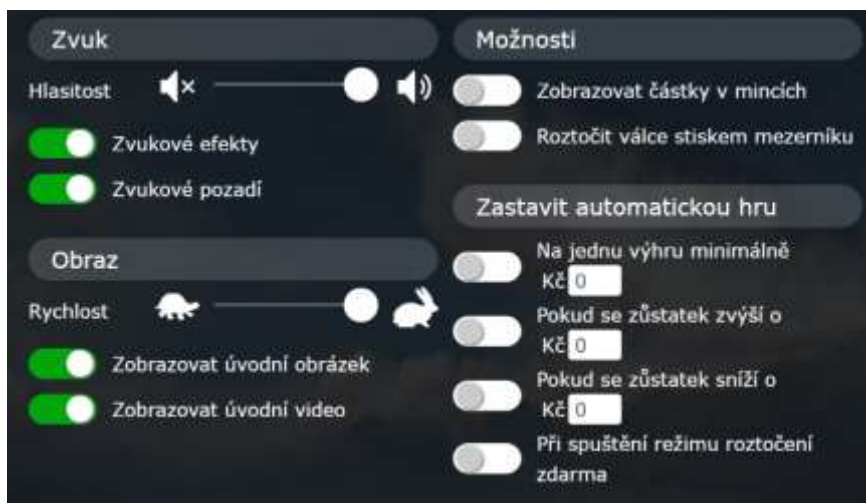 Zvuk
Hlasitost
Zvukové efekty
Zvukové pozadí
Obraz
Rychlost
Zobrazovat úvodní obrázek
Zobrazovat úvodní video
Možnosti
Zobrazovat částky v mincích
Roztočit válce stiskem mezerníku
Zastavit automatickou hru
Na jednu výhru minimálně
Kč 0
Pokud se zůstatek zvýší o
Kč 0
Pokud se zůstatek sníží o
Kč 0
Při spuštění režimu roztočení
zdarma